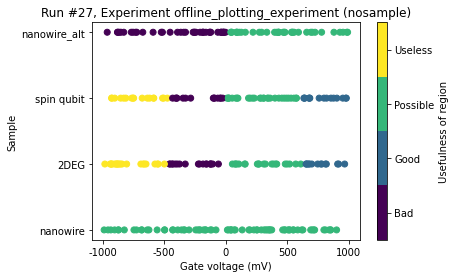 Run #27, Experiment offline_plotting_experiment (nosample)
nanowire_alt
spin qubit
2DEG
nanowire
Sample
-1000 -500 0 500 1000
Gate voltage (mV)
Useless
Possible
Good
Bad
Usefulness of region